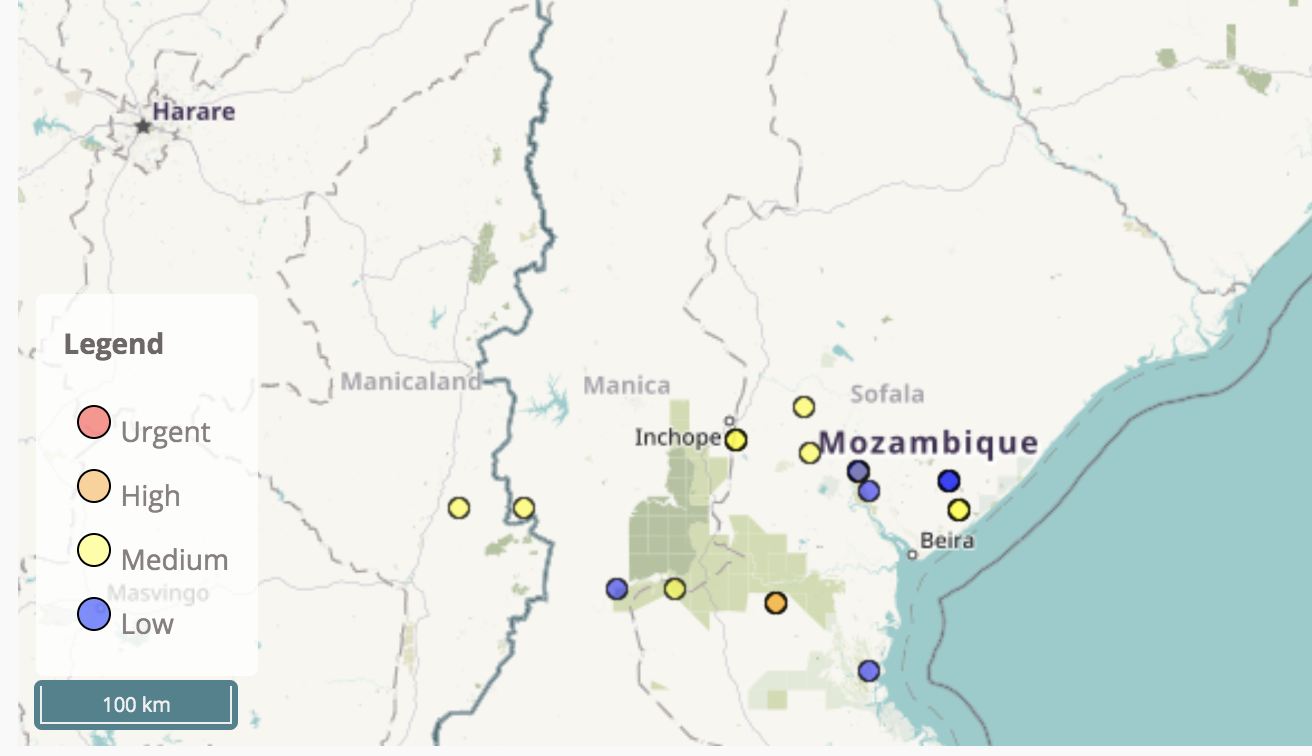 Harare
Legend
Manicaland
Manica
Sofala
Urgent
Inchope
Mozambique
High
Beira
Medium
Masvingo
Low
100 km